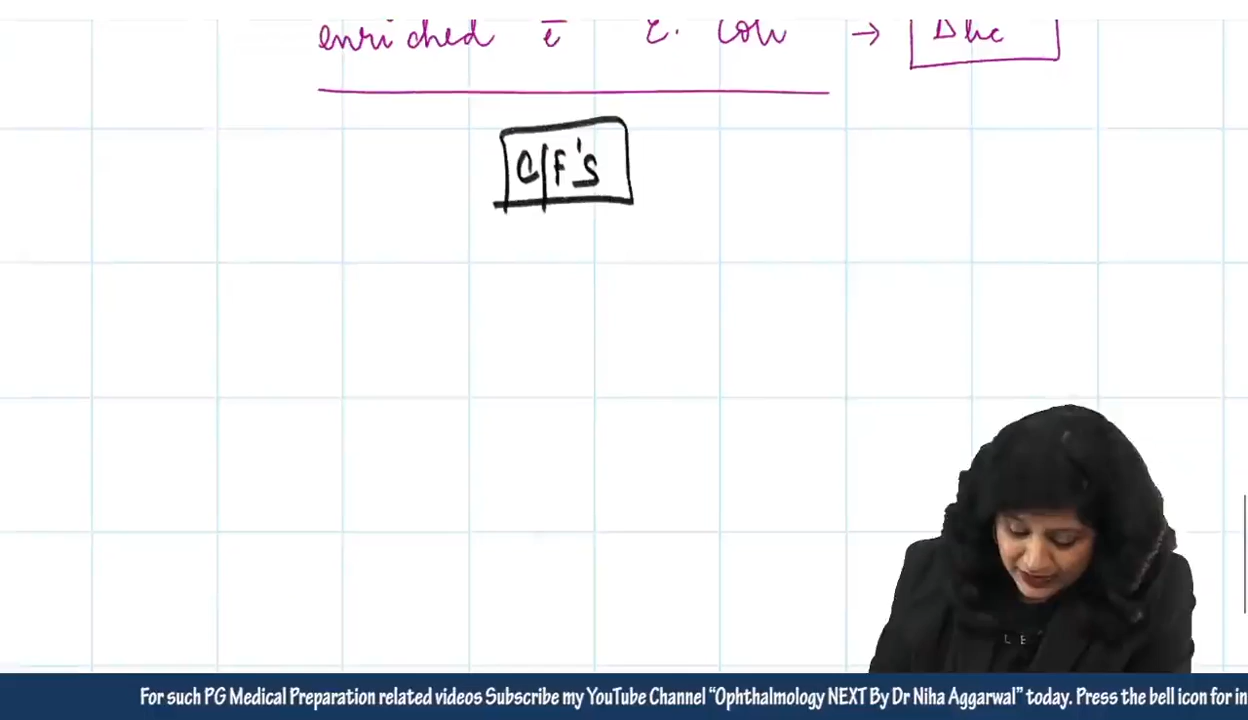 enriched c̄ E. Coli →
C/F's
L E
For such PG Medical Preparation related videos Subscribe my YouTube Channel "Ophthalmology NEXT By Dr Niha Aggarwal" today. Press the bell icon for in